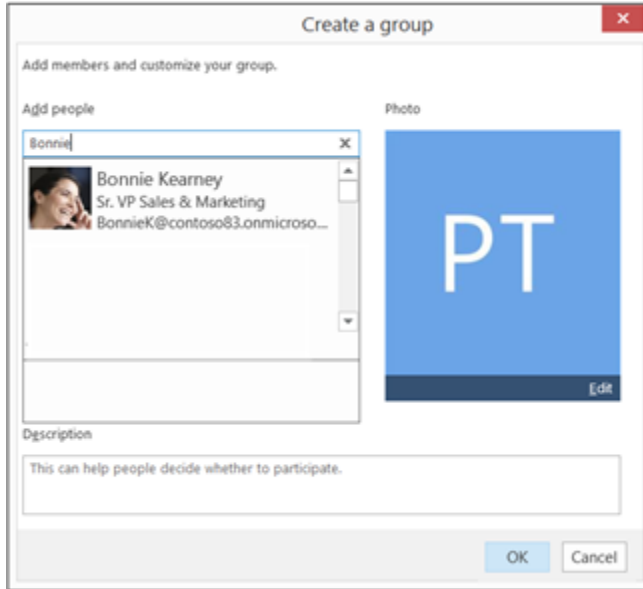 Create a group
Add members and customize your group.
Add people
Photo
Bonnie
Bonnie Kearney
Sr. VP Sales & Marketing
BonnieK@contoso83.onmicroso...
PT
Edit
Description
This can help people decide whether to participate.
OK
Cancel